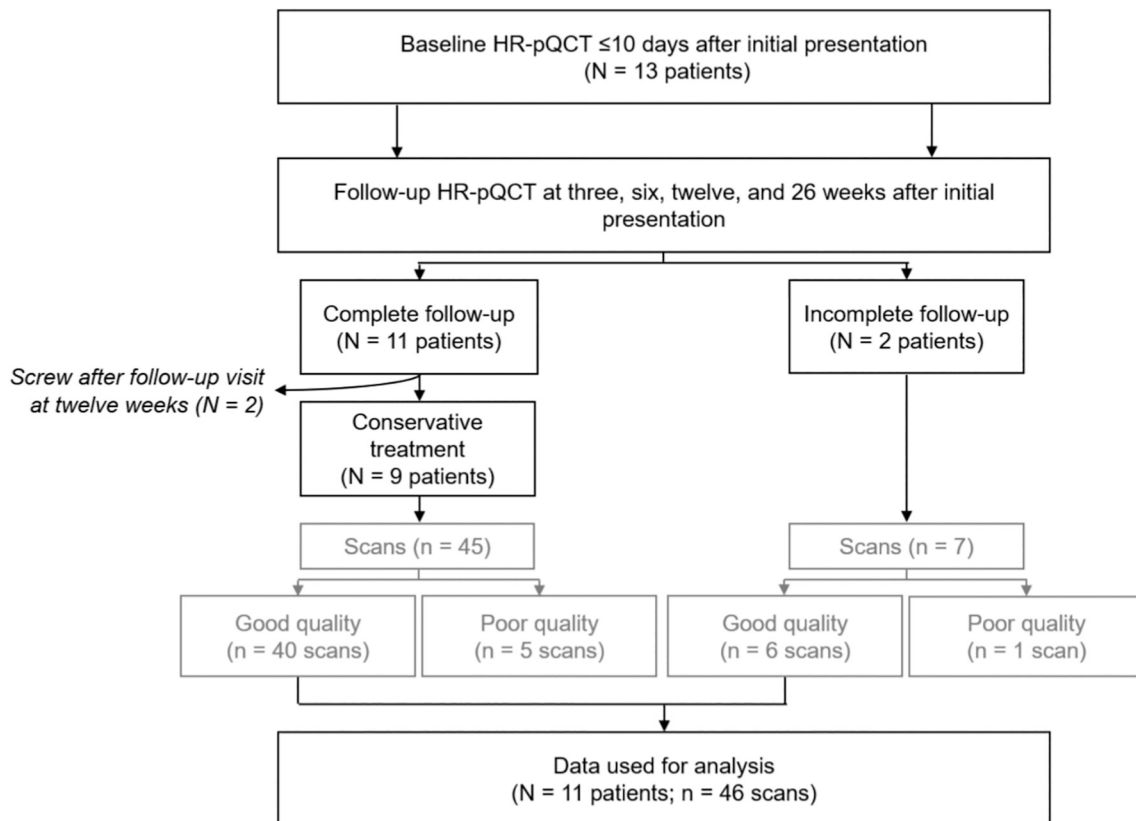 Baseline HR-pQCT ≤10 days after initial presentation
(N = 13 patients)
Follow-up HR-pQCT at three, six, twelve, and 26 weeks after initial
presentation
Complete follow-up
(N = 11 patients)
Incomplete follow-up
(N = 2 patients)
Screw after follow-up visit
at twelve weeks (N = 2)
Conservative
treatment
(N = 9 patients)
Scans (n = 45)
Scans (n = 7)
Good quality
(n = 40 scans)
Poor quality
(n = 5 scans)
Good quality
(n = 6 scans)
Poor quality
(n = 1 scan)
Data used for analysis
(N = 11 patients; n = 46 scans)